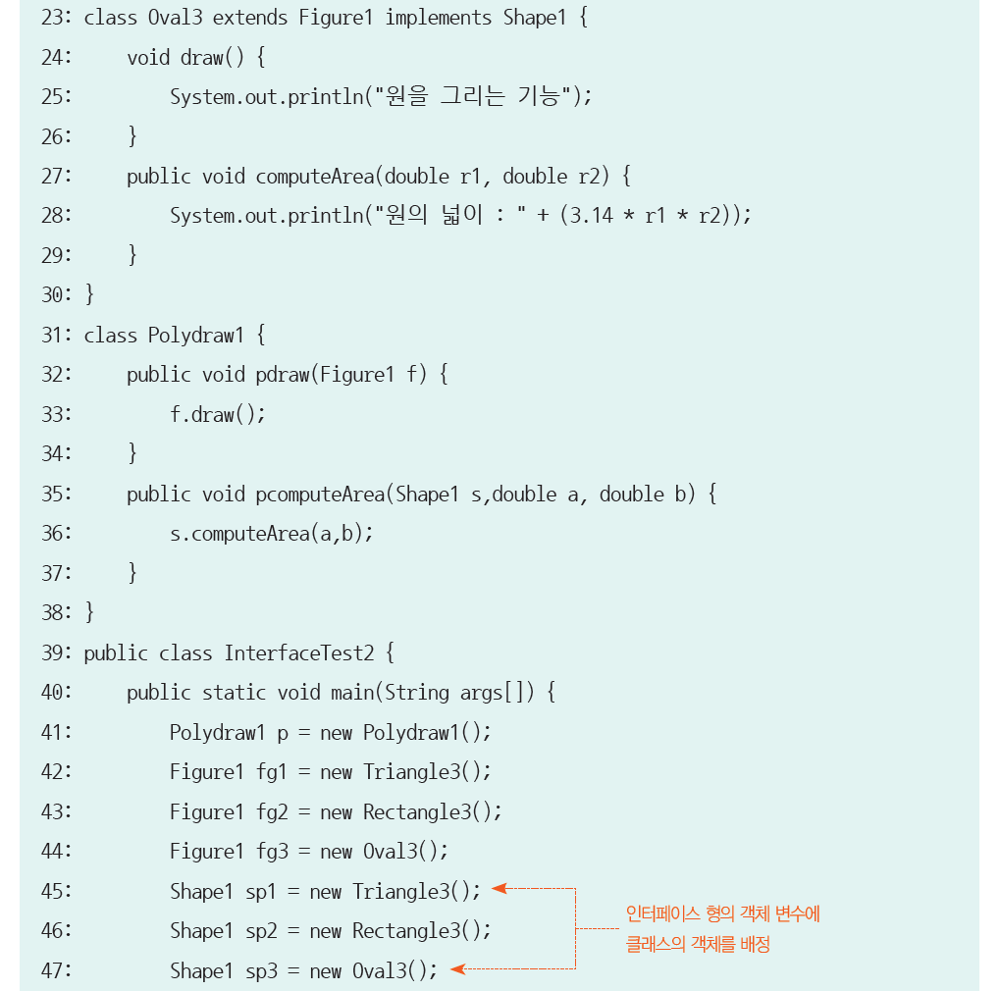 23: class Oval3 extends Figure1 implements Shape1 {
24:     void draw() {
25:         System.out.println("원을 그리는 기능");
26:     }
27:     public void computeArea(double r1, double r2) {
28:         System.out.println("원의 넓이 : " + (3.14 * r1 * r2));
29:     }
30: }
31: class Polydraw1 {
32:     public void pdraw(Figure1 f) {
33:         f.draw();
34:     }
35:     public void pcomputeArea(Shape1 s,double a, double b) {
36:         s.computeArea(a,b);
37:     }
38: }
39: public class InterfaceTest2 {
40:     public static void main(String args[]) {
41:         Polydraw1 p = new Polydraw1();
42:         Figure1 fg1 = new Triangle3();
43:         Figure1 fg2 = new Rectangle3();
44:         Figure1 fg3 = new Oval3();
45:         Shape1 sp1 = new Triangle3();
46:         Shape1 sp2 = new Rectangle3();
47:         Shape1 sp3 = new Oval3();
인터페이스 형의 객체 변수에
클래스의 객체를 배정